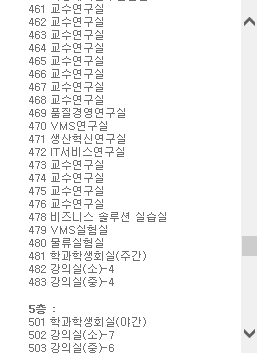 461 교수연구실
462 교수연구실
463 교수연구실
464 교수연구실
465 교수연구실
466 교수연구실
467 교수연구실
468 교수연구실
469 품질경영연구실
470 VMS연구실
471 생산혁신연구실
472 IT서비스연구실
473 교수연구실
474 교수연구실
475 교수연구실
476 교수연구실
478 비즈니스 솔루션 실습실
479 VMS실험실
480 물류실험실
481 학과학생회실(주간)
482 강의실(소)-4
483 강의실(중)-4
5층 :
501 학과학생회실(야간)
502 강의실(소)-7
503 강의실(중)-6